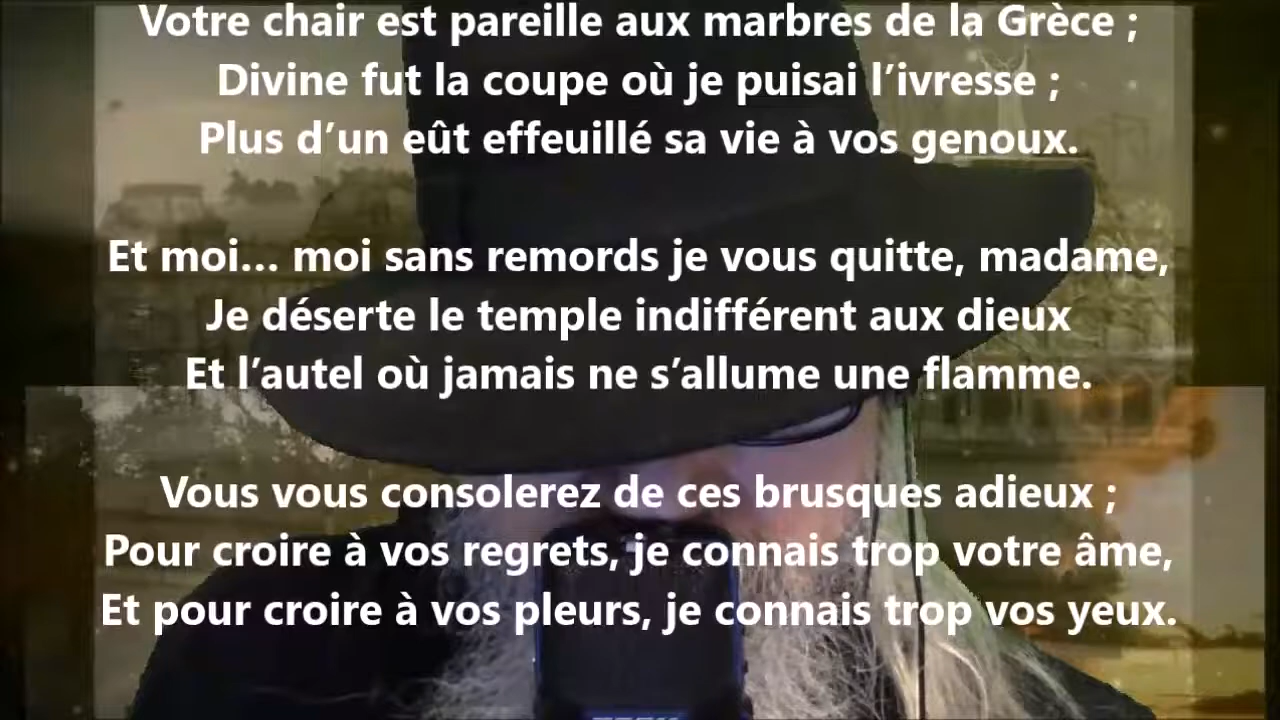 Votre chair est pareille aux marbres de la Grèce ;
Divine fut la coupe où je puisai l’ivresse ;
Plus d’un eût effeuillé sa vie à vos genoux.
Et moi… moi sans remords je vous quitte, madame,
Je déserte le temple indifférent aux dieux
Et l’autel où jamais ne s’allume une flamme.
Vous vous consolerez de ces brusques adieux ;
Pour croire à vos regrets, je connais trop votre âme,
Et pour croire à vos pleurs, je connais trop vos yeux.